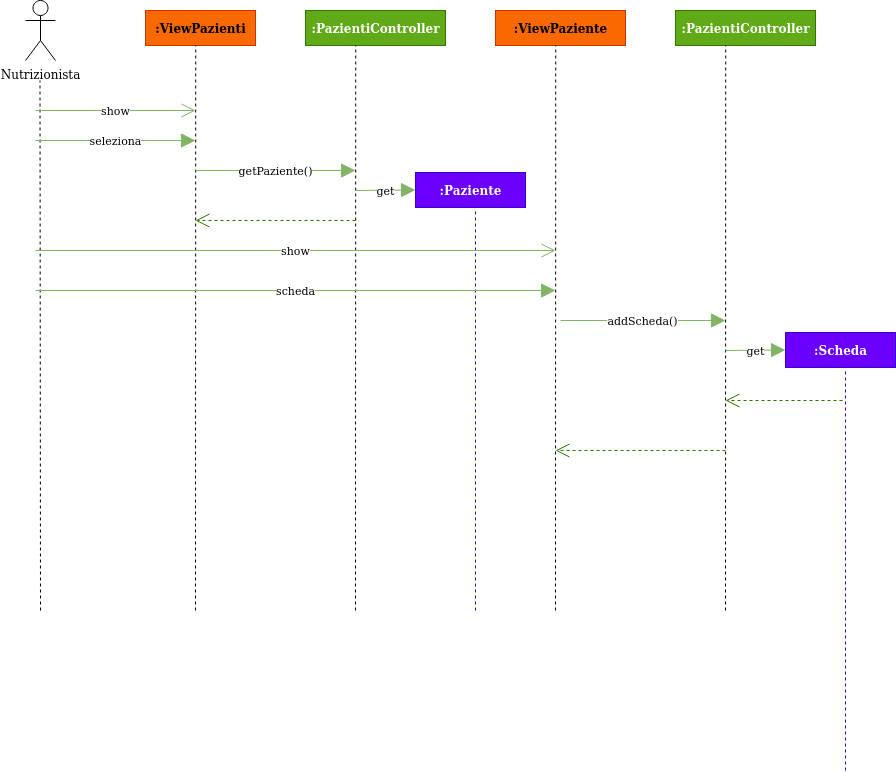 :ViewPazienti
:PazientiController
:ViewPaziente
:PazientiController
Nutrizionista
show
seleziona
getPaziente()
get
:Paziente
show
scheda
addScheda()
get
:Scheda